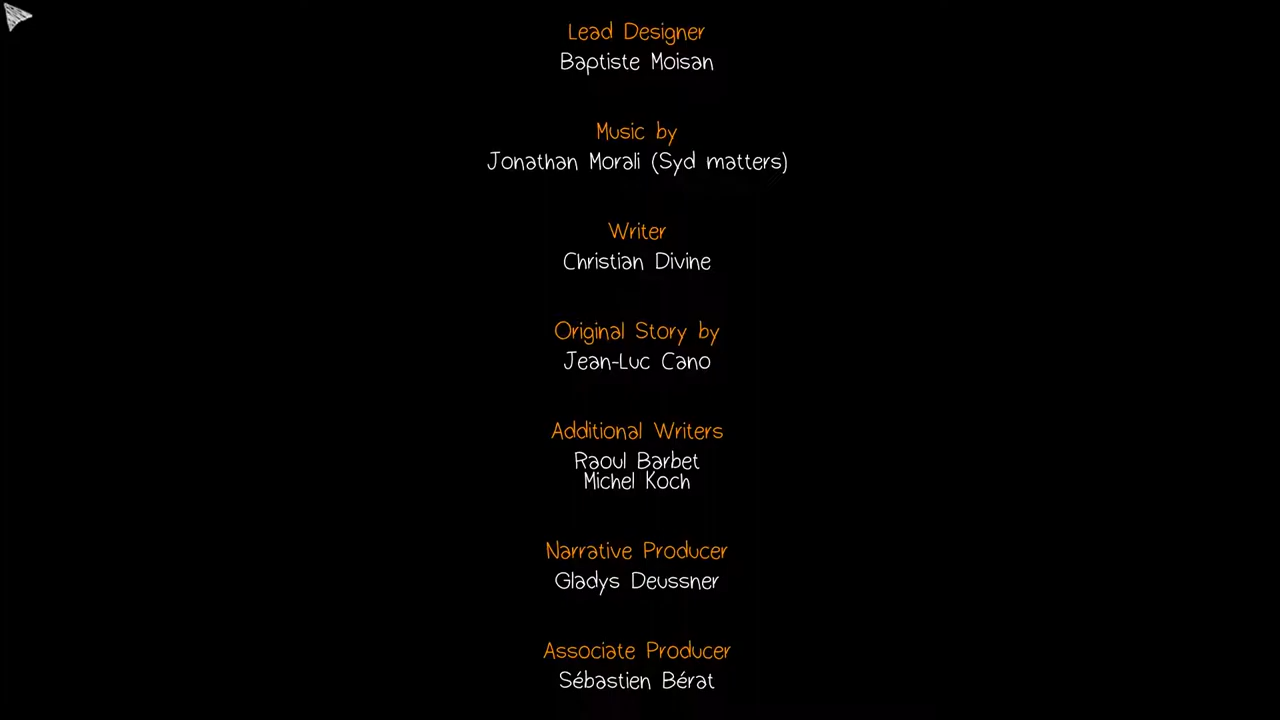 Lead Designer
Baptiste Moisan
Music by
Jonathan Morali (Syd matters)
Writer
Christian Divine
Original Story by
Jean-Luc Cano
Additional Writers
Raoul Barbet
Michel Koch
Narrative Producer
Gladys Deussner
Associate Producer
Sébastien Bérat